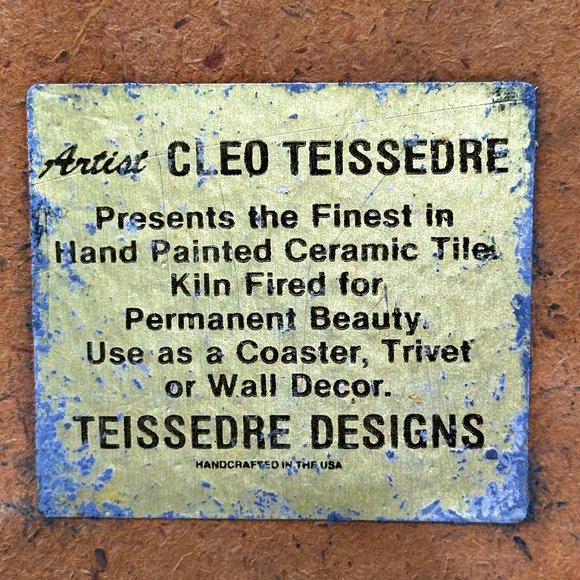 Artist CLEO TEISSEDRE
Presents the Finest in
Hand Painted Ceramic Tile.
Kiln Fired for
Permanent Beauty.
Use as a Coaster, Trivet
or Wall Decor.
TEISSEDRE DESIGNS
HANDCRAFTED IN THE USA